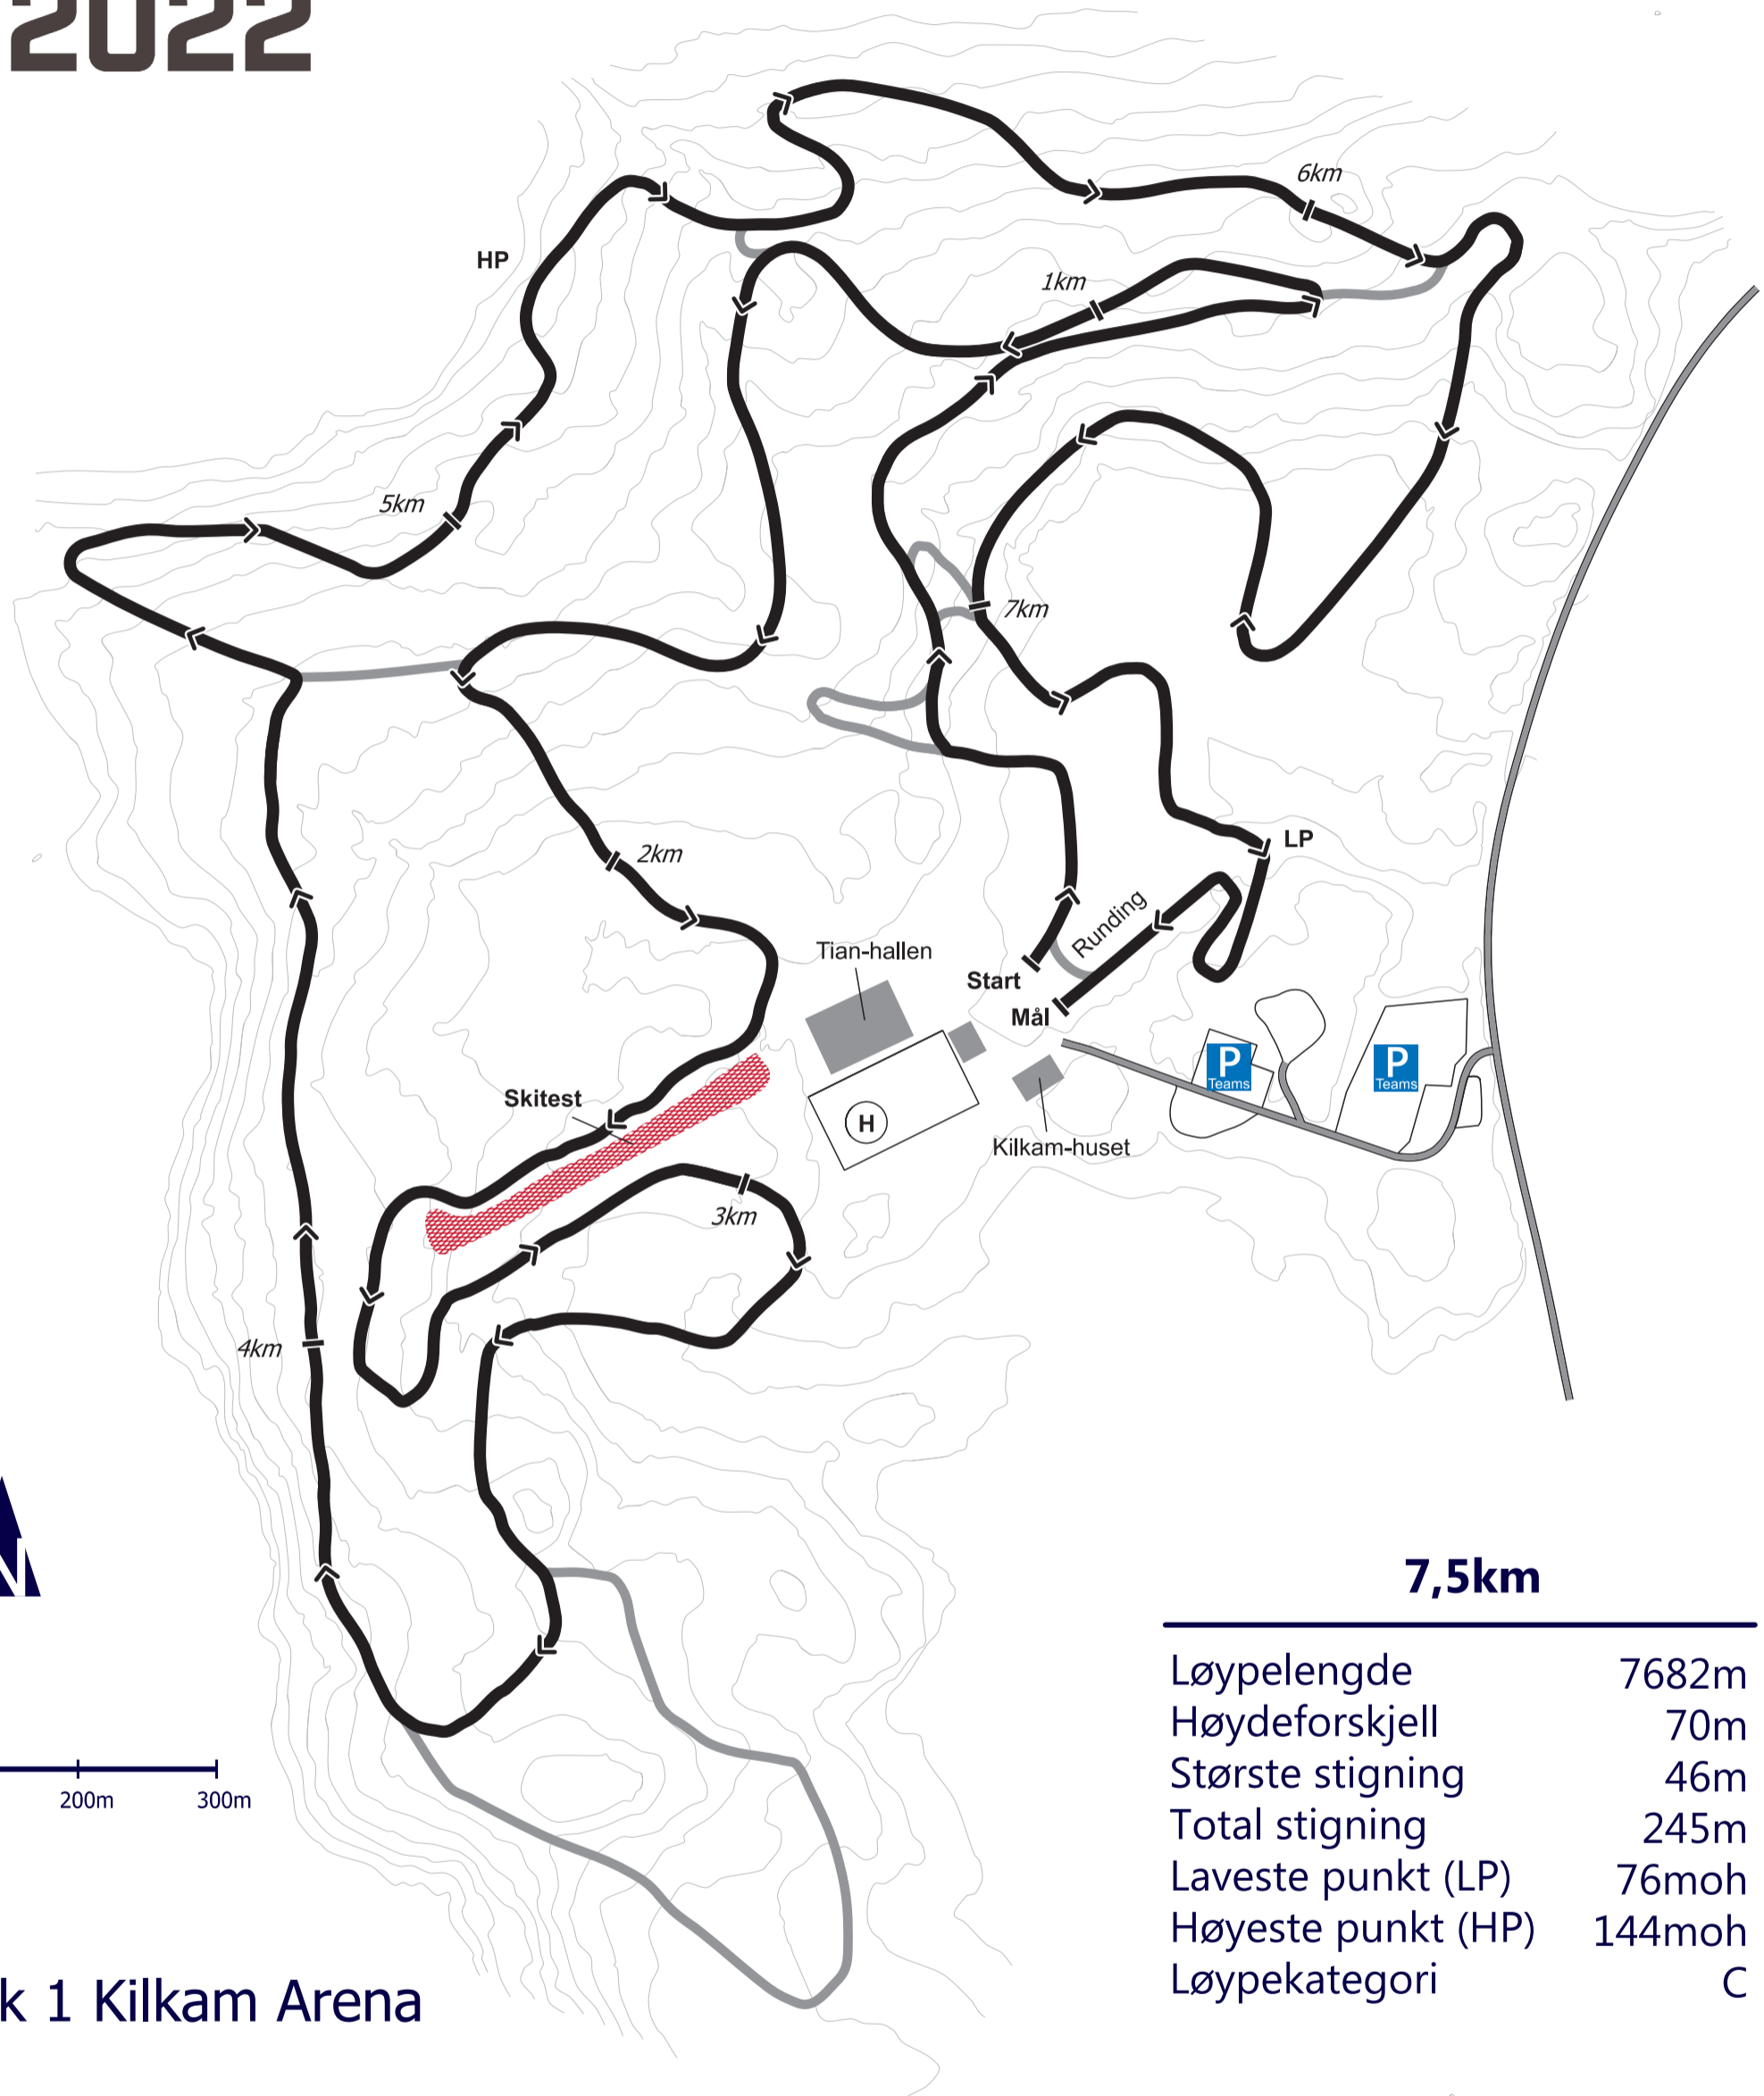 2022
6km
HP
1km
5km
7km
2km
LP
Runding
Tian-hallen
Start
Mål
P
Teams
P
Teams
Skitest
H
Kilkam-huset
3km
4km
N
7,5km
Løypelengde 7682m
Høydeforskjell 70m
Største stigning 46m
Total stigning 245m
Laveste punkt (LP) 76moh
Høyeste punkt (HP) 144moh
Løypekategori C
200m 300m
k 1 Kilkam Arena